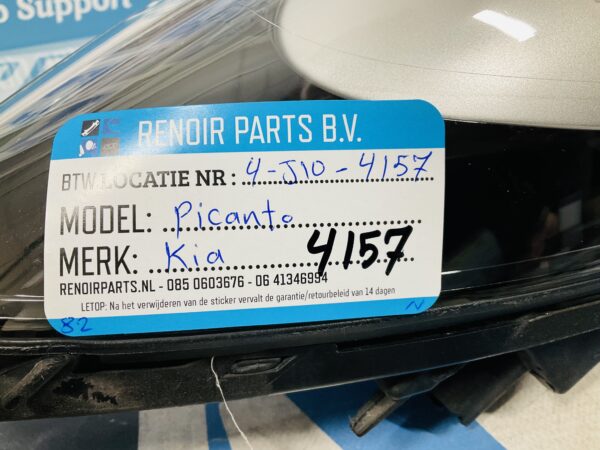 o Support
RENOIR PARTS B.V.
BTW LOCATIE NR : 4-J10-4157
MODEL: Picanto
MERK: Kia 4157
RENOIRPARTS.NL - 085 0603676 - 06 41346994
LETOP: Na het verwijderen van de sticker vervalt de garantie/retourbeleid van 14 dagen
82 N